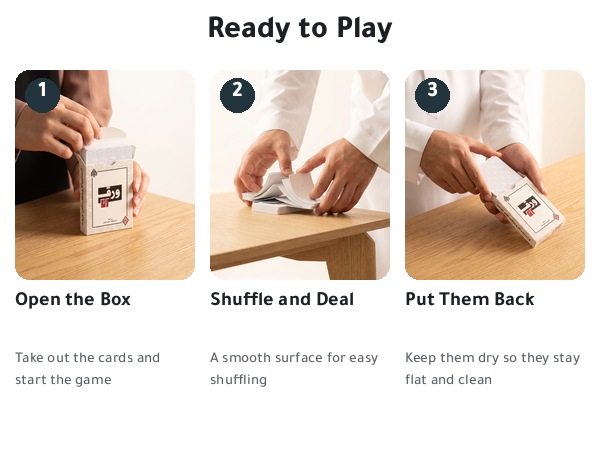 Ready to Play
1
2
3
ورق
Open the Box
Shuffle and Deal
Put Them Back
Take out the cards and
start the game
A smooth surface for easy
shuffling
Keep them dry so they stay
flat and clean